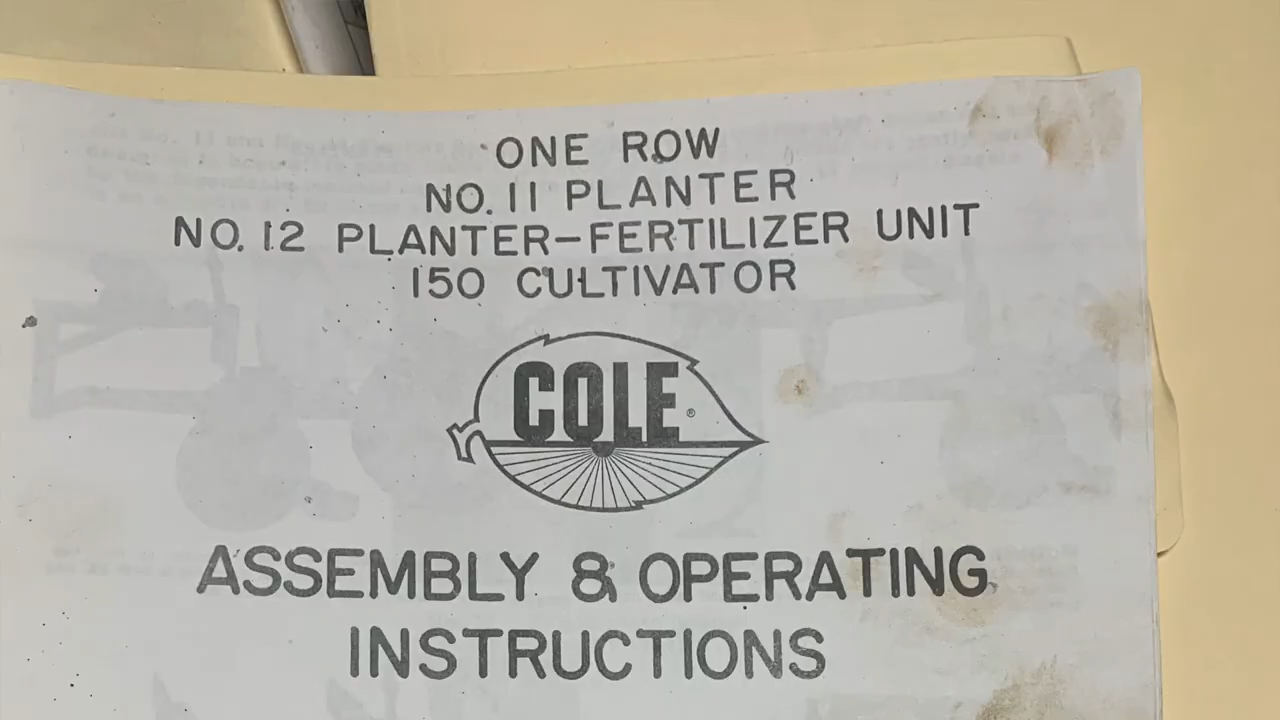 ONE ROW
NO. 11 PLANTER
NO. 12 PLANTER-FERTILIZER UNIT
150 CULTIVATOR
COLE®
ASSEMBLY & OPERATING
INSTRUCTIONS